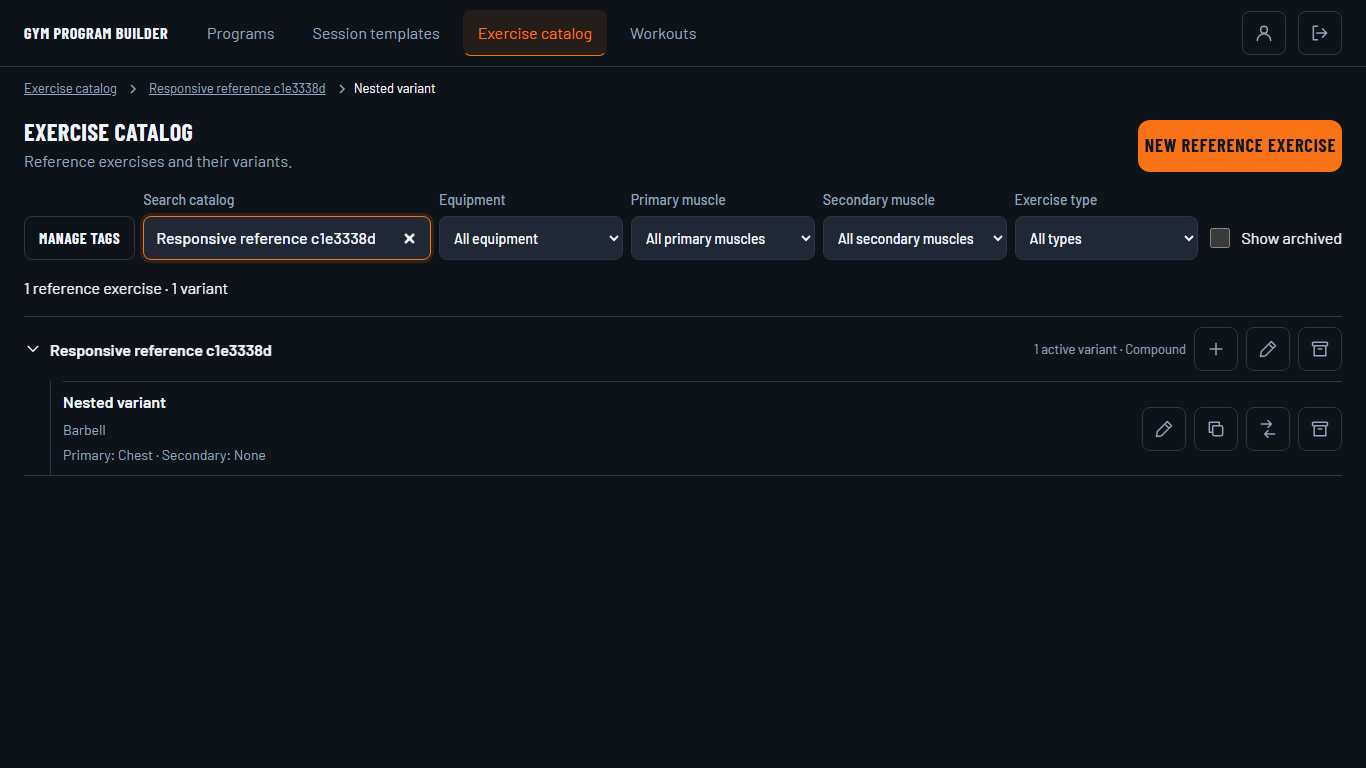 GYM PROGRAM BUILDER Programs Session templates Exercise catalog Workouts
Exercise catalog Responsive reference c1e3338d Nested variant
EXERCISE CATALOG
Reference exercises and their variants.
NEW REFERENCE EXERCISE
Search catalog Equipment Primary muscle Secondary muscle Exercise type
MANAGE TAGS Responsive reference c1e3338d All equipment All primary muscles All secondary muscles All types Show archived
1 reference exercise · 1 variant
Responsive reference c1e3338d 1 active variant · Compound
Nested variant
Barbell
Primary: Chest · Secondary: None